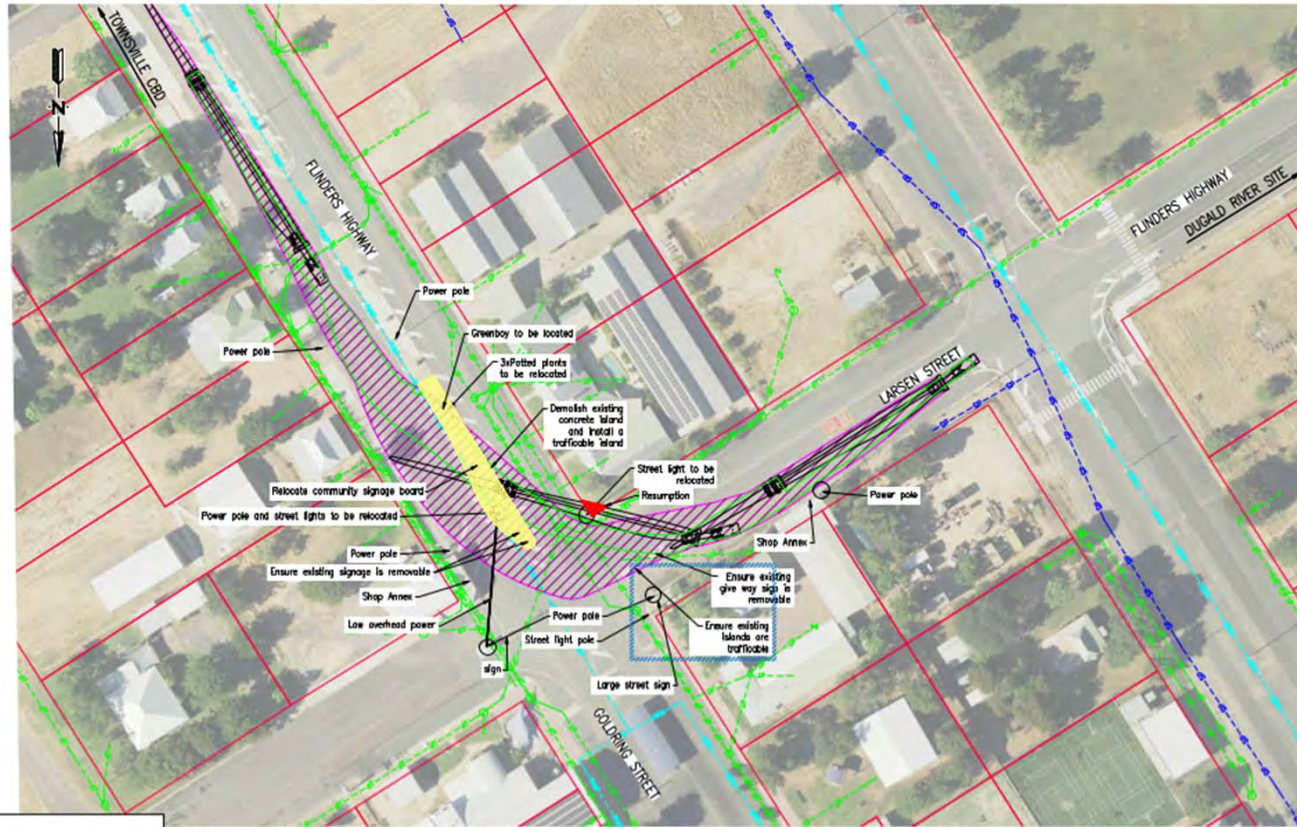 TOWNSVILLE CBD
N
FLINDERS HIGHWAY
FLINDERS HIGHWAY
DUGALD RIVER SITE
Power pole
Greenboy to be located
Power pole
3xPotted plants
to be relocated
LARSEN STREET
Demolish existing
concrete island
and install a
trafficable island
Street light to be
relocated
Resumption
Relocate community signage board
Power pole
Power pole and street lights to be relocated
Shop Annex
Power pole
Ensure existing signage is removable
Ensure existing
give way sign is
removable
Shop Annex
Power pole
Low overhead power
Street light pole
Ensure existing
islands are
trafficable
sign
Large street sign
GOLDRING STREET